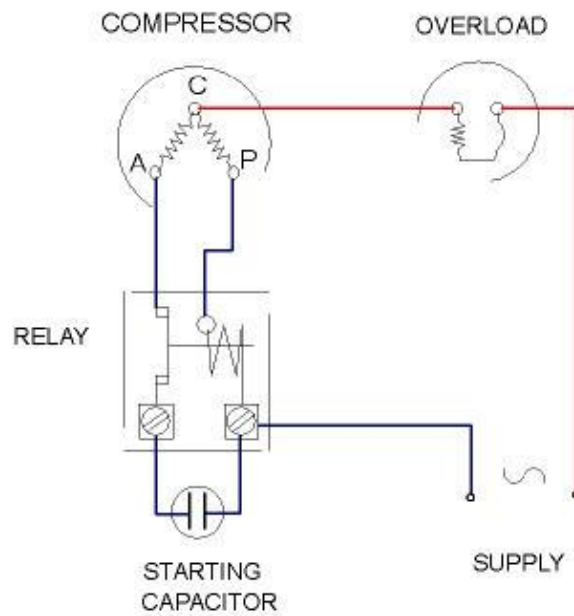 COMPRESSOR
OVERLOAD
C
A
P
RELAY
SUPPLY
STARTING
CAPACITOR